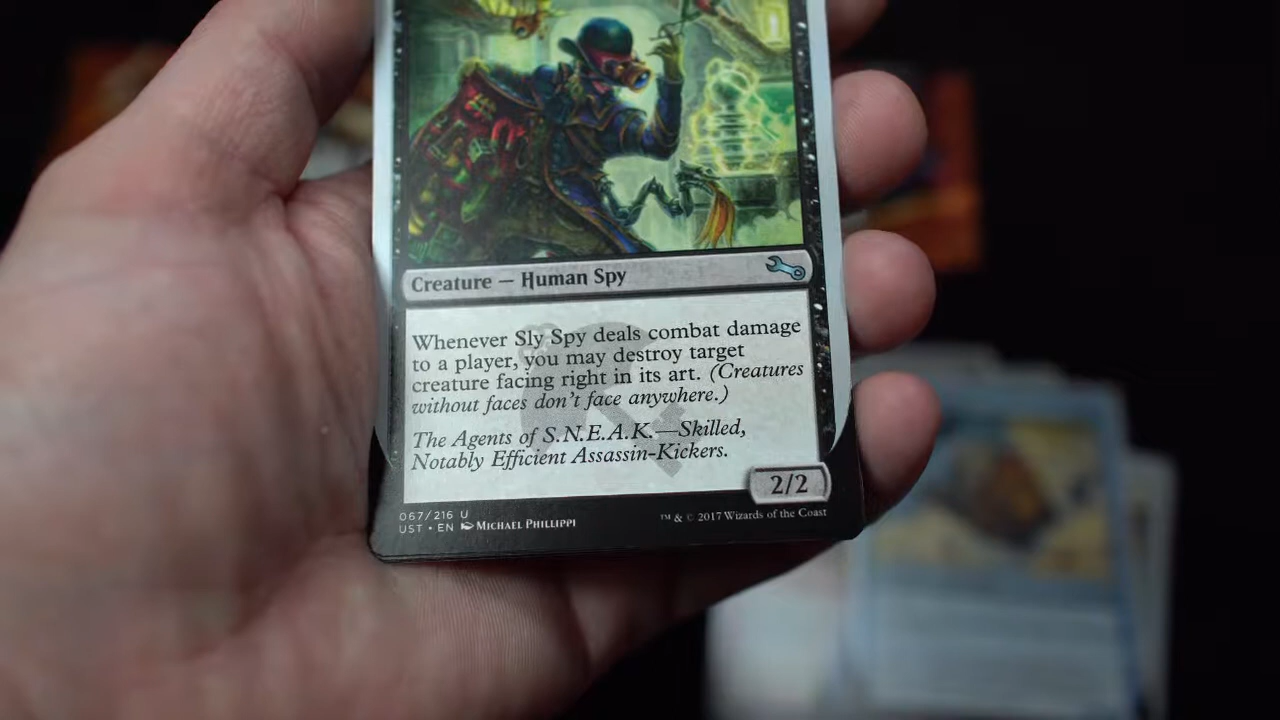 Creature — Human Spy
Whenever Sly Spy deals combat damage
to a player, you may destroy target
creature facing right in its art. (Creatures
without faces don't face anywhere.)
The Agents of S.N.E.A.K.—Skilled,
Notably Efficient Assassin-Kickers.
2/2
067/216 U
UST • EN MICHAEL PHILLIPPI
™ & © 2017 Wizards of the Coast